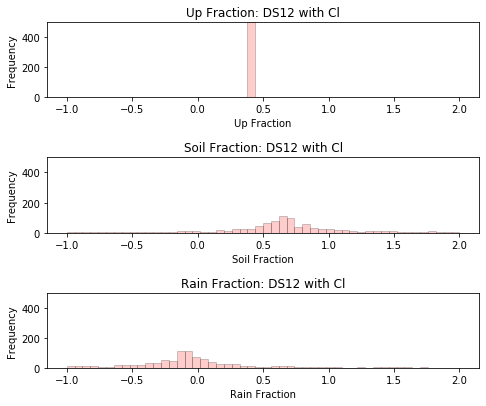 Up Fraction: DS12 with Cl
400
200
0
Frequency
−1.0 −0.5 0.0 0.5 1.0 1.5 2.0
Up Fraction
Soil Fraction: DS12 with Cl
400
200
0
Frequency
−1.0 −0.5 0.0 0.5 1.0 1.5 2.0
Soil Fraction
Rain Fraction: DS12 with Cl
400
200
0
Frequency
−1.0 −0.5 0.0 0.5 1.0 1.5 2.0
Rain Fraction